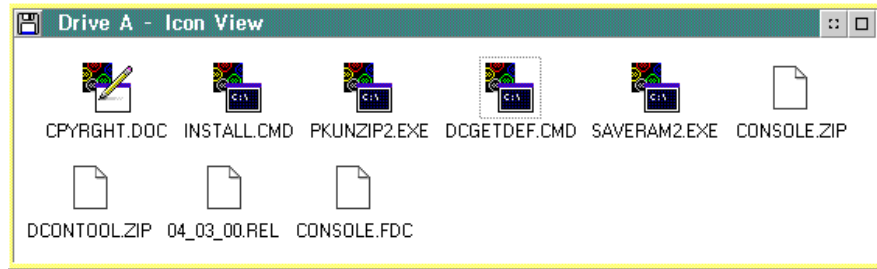 Drive A - Icon View
CPYRGHT.DOC INSTALL.CMD PKUNZIP2.EXE DCGETDEF.CMD SAVERAM2.EXE CONSOLE.ZIP
DCONTOOL.ZIP 04_03_00.REL CONSOLE.FDC